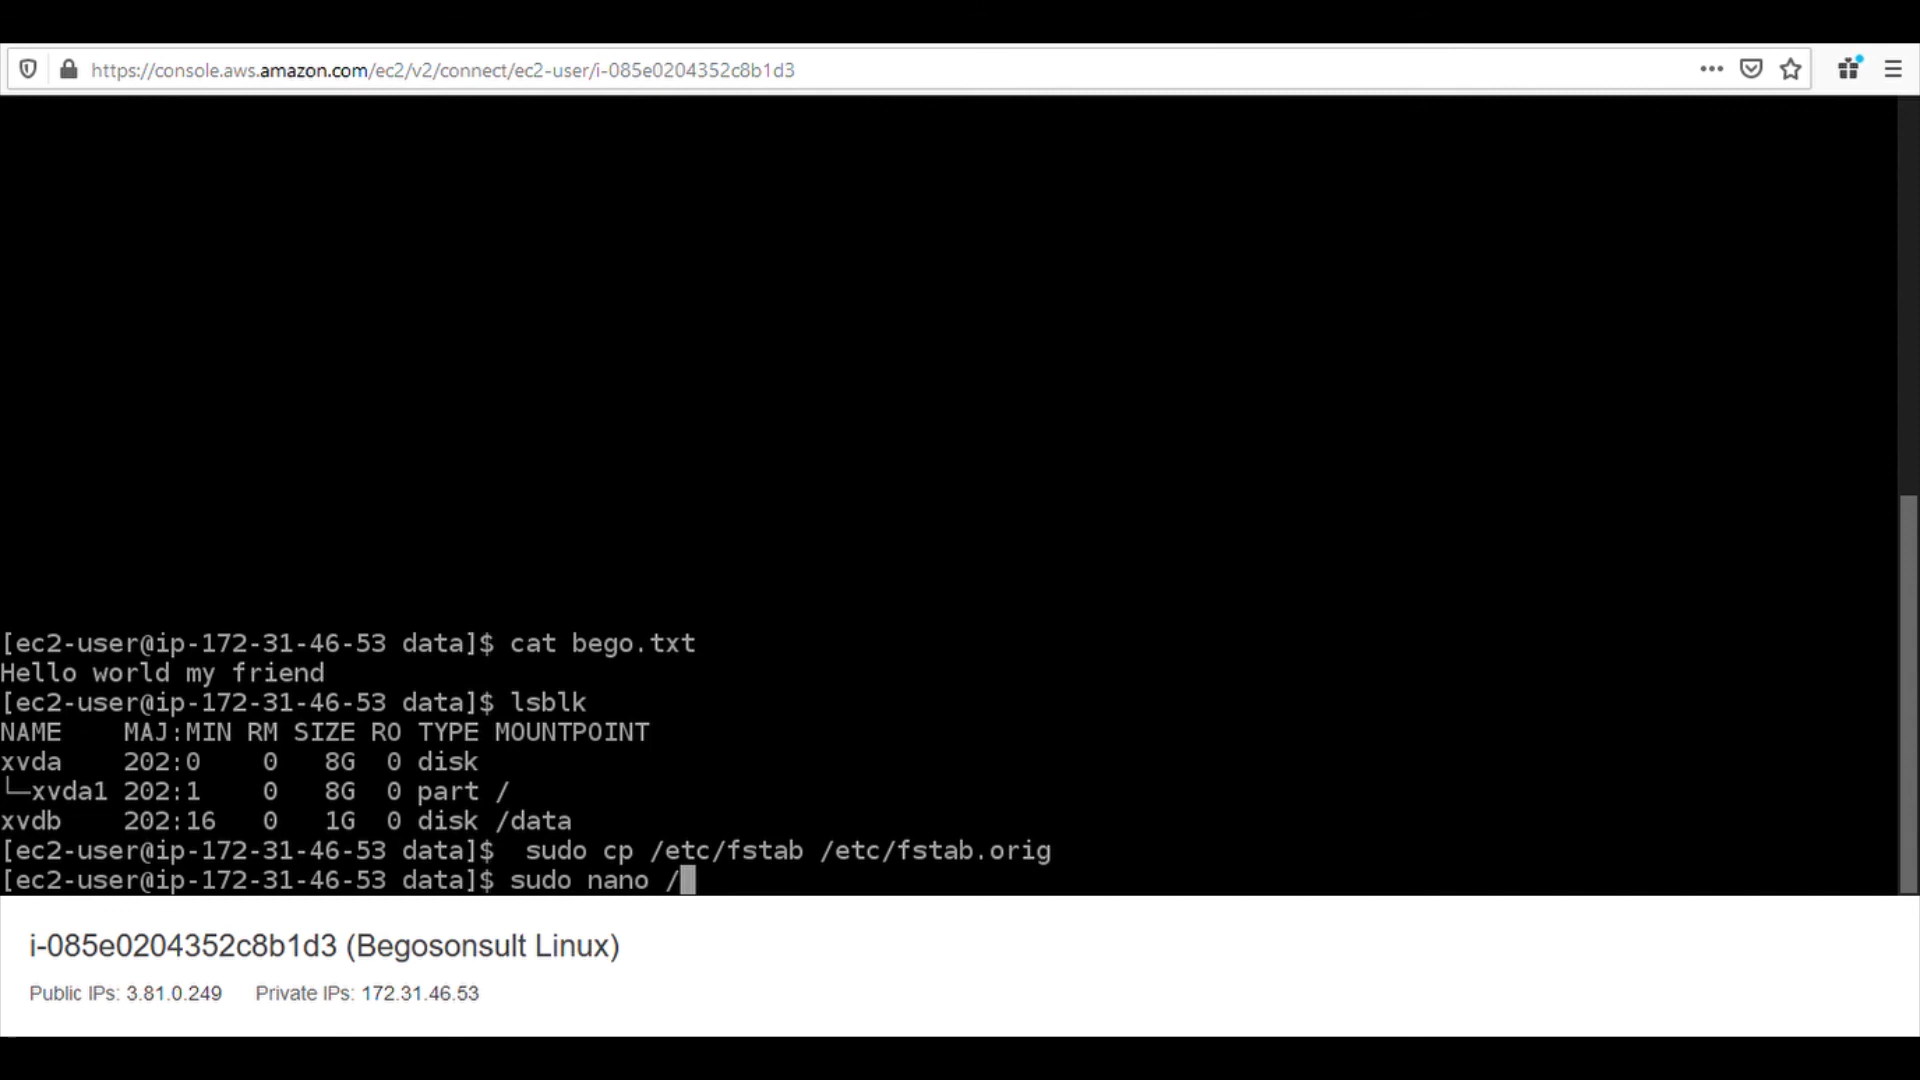 https://console.aws.amazon.com/ec2/v2/connect/ec2-user/i-085e0204352c8b1d3
[ec2-user@ip-172-31-46-53 data]$ cat bego.txt
Hello world my friend
[ec2-user@ip-172-31-46-53 data]$ lsblk
NAME    MAJ:MIN RM SIZE RO TYPE MOUNTPOINT
xvda    202:0    0   8G  0 disk
└─xvda1 202:1    0   8G  0 part /
xvdb    202:16   0   1G  0 disk /data
[ec2-user@ip-172-31-46-53 data]$  sudo cp /etc/fstab /etc/fstab.orig
[ec2-user@ip-172-31-46-53 data]$ sudo nano /
i-085e0204352c8b1d3 (Begosonsult Linux)
Public IPs: 3.81.0.249    Private IPs: 172.31.46.53